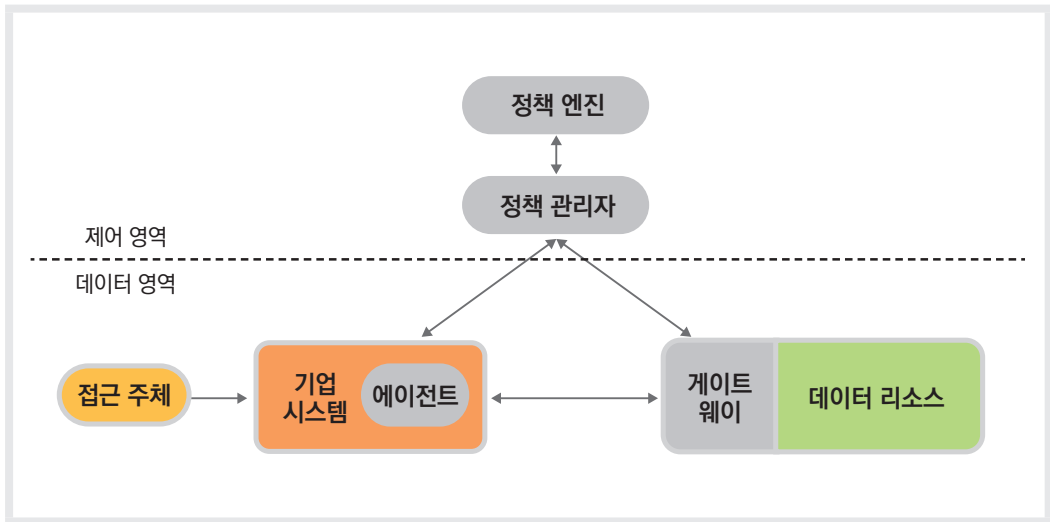 정책 엔진
정책 관리자
제어 영역
데이터 영역
접근 주체
기업
시스템
에이전트
게이트
웨이
데이터 리소스